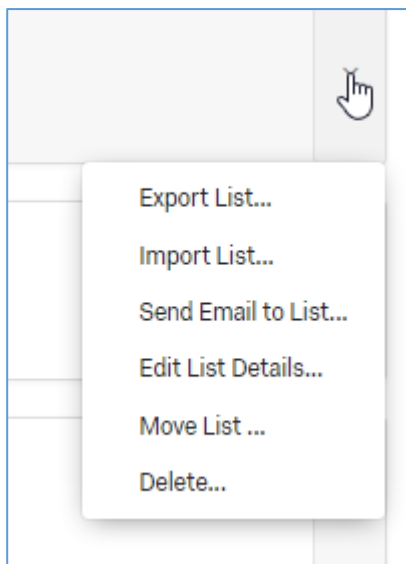 Export List...
Import List...
Send Email to List...
Edit List Details...
Move List ...
Delete...